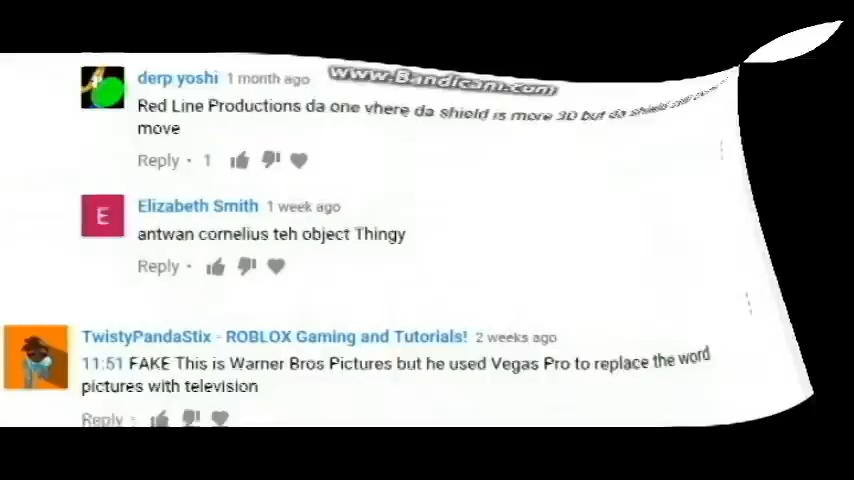 www.Bandicam.com
derp yoshi 1 month ago
Red Line Productions da one vhere da shield is more 3D but da shield
move
Reply • 1
E
Elizabeth Smith 1 week ago
antwan cornelius teh object Thingy
Reply •
TwistyPandaStix - ROBLOX Gaming and Tutorials! 2 weeks ago
11:51 FAKE This is Warner Bros Pictures but he used Vegas Pro to replace the word
pictures with television
Reply •